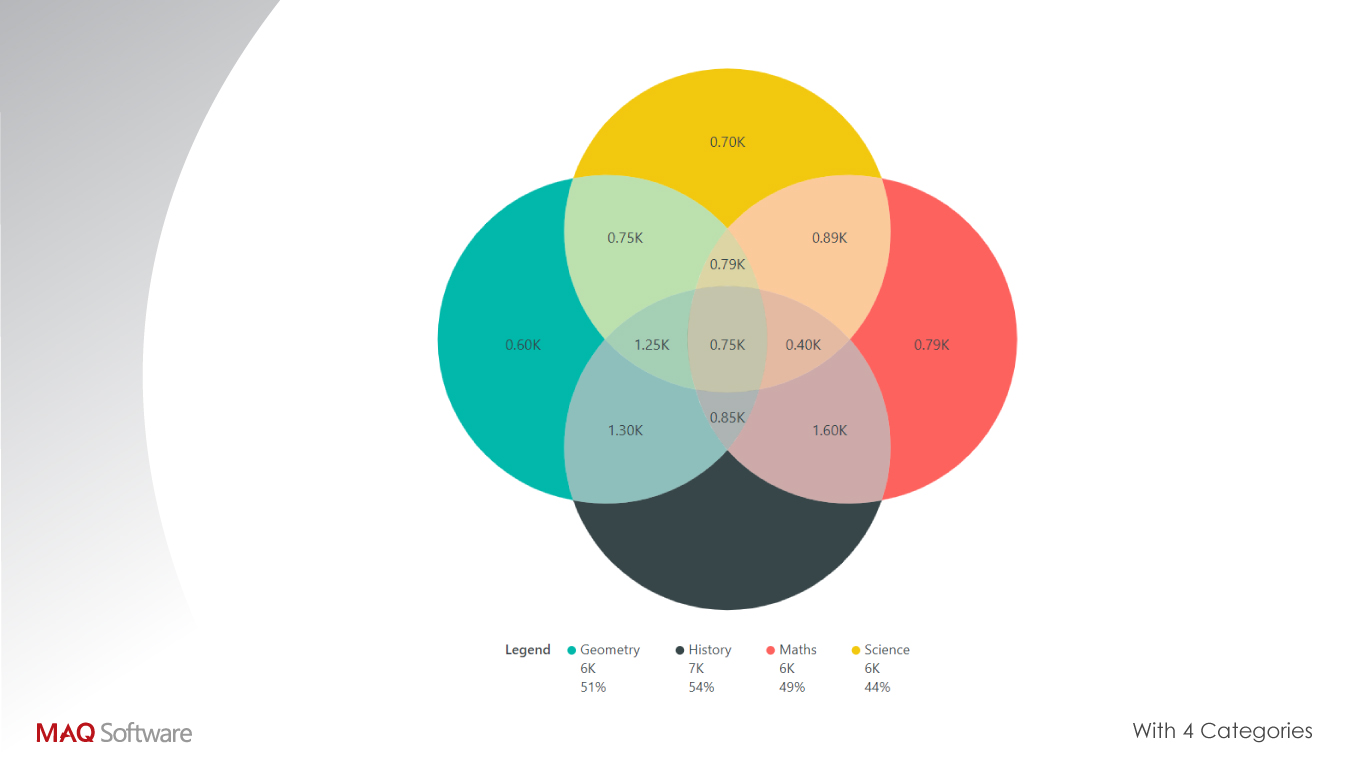 0.70K
0.75K
0.89K
0.79K
0.60K
1.25K
0.75K
0.40K
0.79K
0.85K
1.30K
1.60K
Legend Geometry History Maths Science
6K 7K 6K 6K
51% 54% 49% 44%
MAQ Software
With 4 Categories